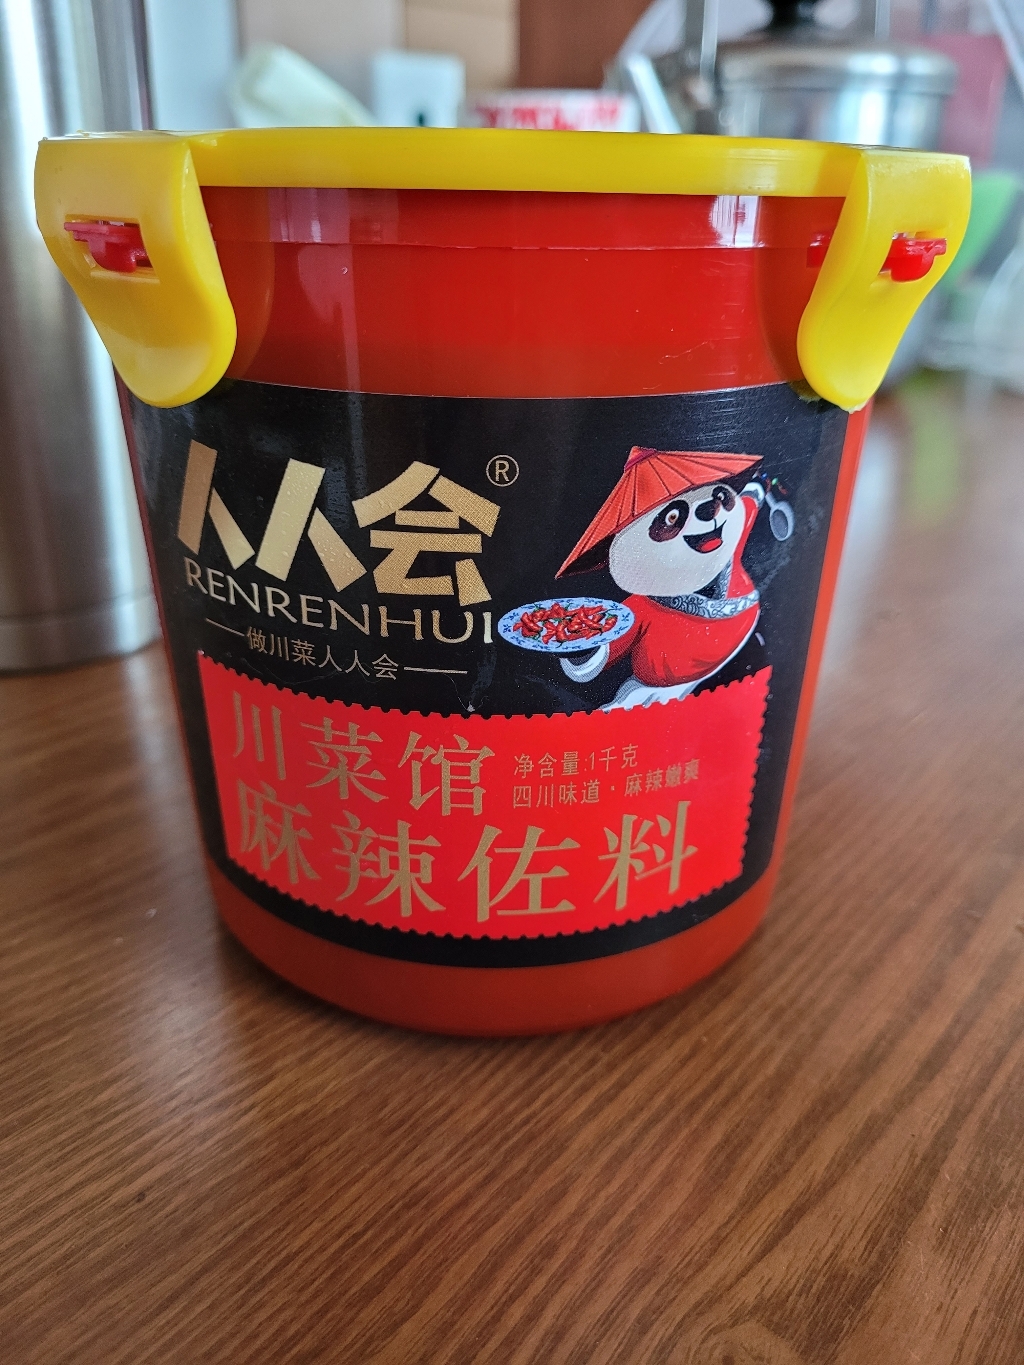 人人会®
RENRENHUI
做川菜人人会
川菜馆
净含量:1千克
四川味道·麻辣嫩爽
麻辣佐料